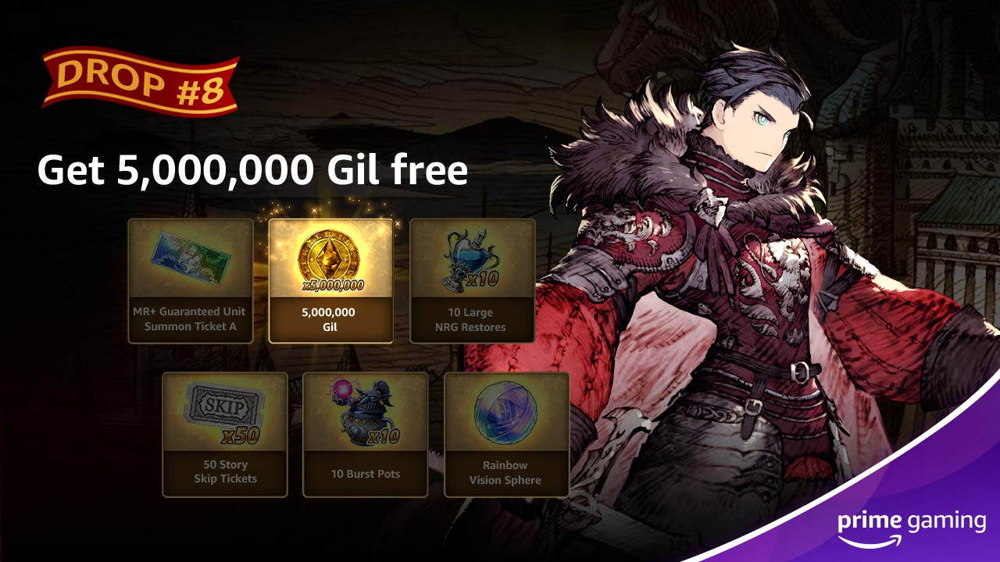 DROP #8
Get 5,000,000 Gil free
x5,000,000
x10
MR+ Guaranteed Unit
Summon Ticket A
5,000,000
Gil
10 Large
NRG Restores
SKIP
x50
x10
50 Story
Skip Tickets
10 Burst Pots
Rainbow
Vision Sphere
prime gaming